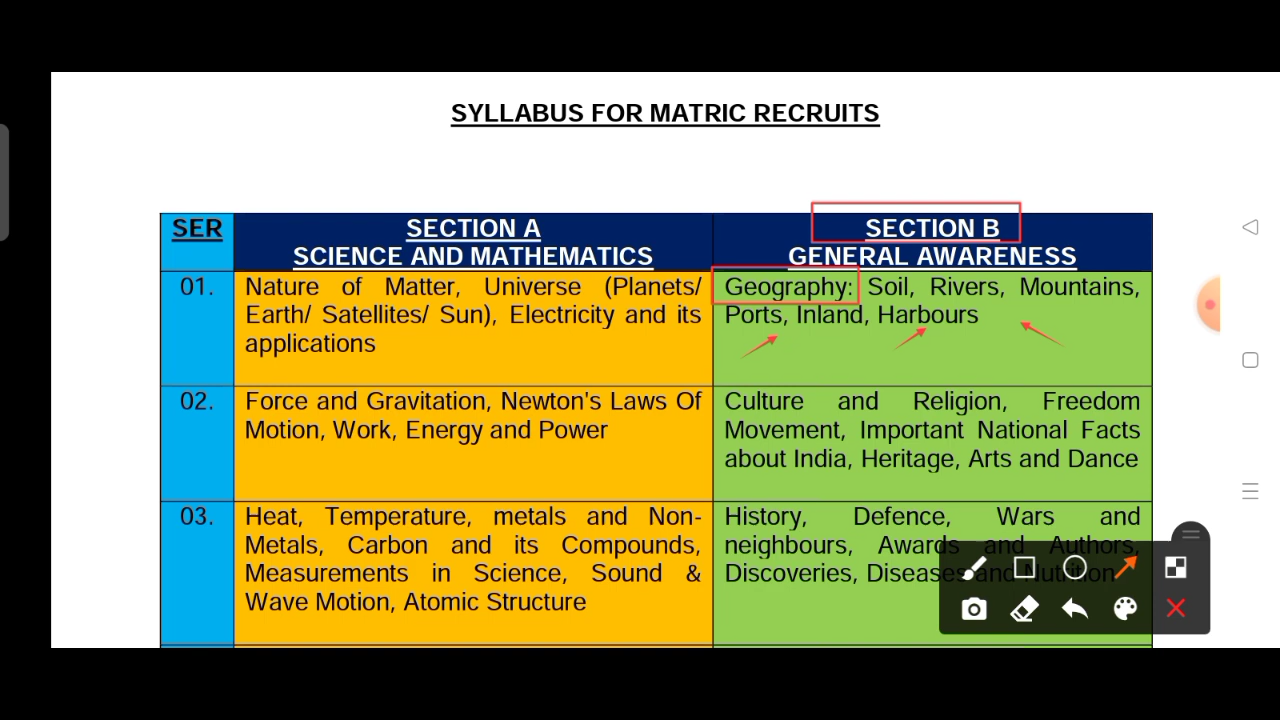 SYLLABUS FOR MATRIC RECRUITS
SER
SECTION A
SCIENCE AND MATHEMATICS
SECTION B
GENERAL AWARENESS
01.
Nature of Matter, Universe (Planets/
Earth/ Satellites/ Sun), Electricity and its
applications
Geography: Soil, Rivers, Mountains,
Ports, Inland, Harbours
02.
Force and Gravitation, Newton's Laws Of
Motion, Work, Energy and Power
Culture and Religion, Freedom
Movement, Important National Facts
about India, Heritage, Arts and Dance
03.
Heat, Temperature, metals and Non-
Metals, Carbon and its Compounds,
Measurements in Science, Sound &
Wave Motion, Atomic Structure
History, Defence, Wars and
neighbours, Awards and Authors,
Discoveries, Diseases and Nutrition